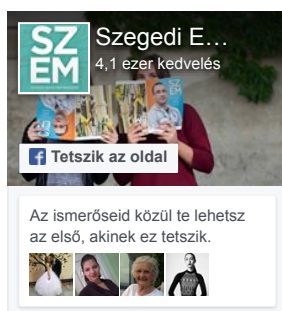 SZ
EM
Szegedi E...
4,1 ezer kedvelés
Tetszik az oldal
Az ismerőseid közül te lehetsz
az első, akinek ez tetszik.